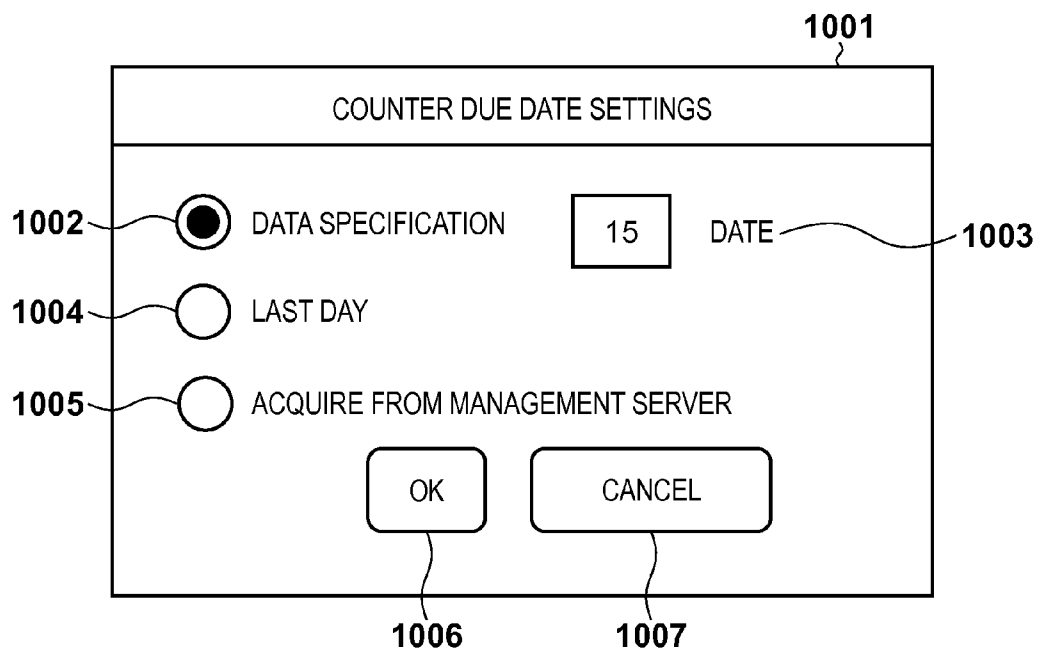 1001
COUNTER DUE DATE SETTINGS
1002 DATA SPECIFICATION 15 DATE 1003
1004 LAST DAY
1005 ACQUIRE FROM MANAGEMENT SERVER
OK CANCEL
1006 1007